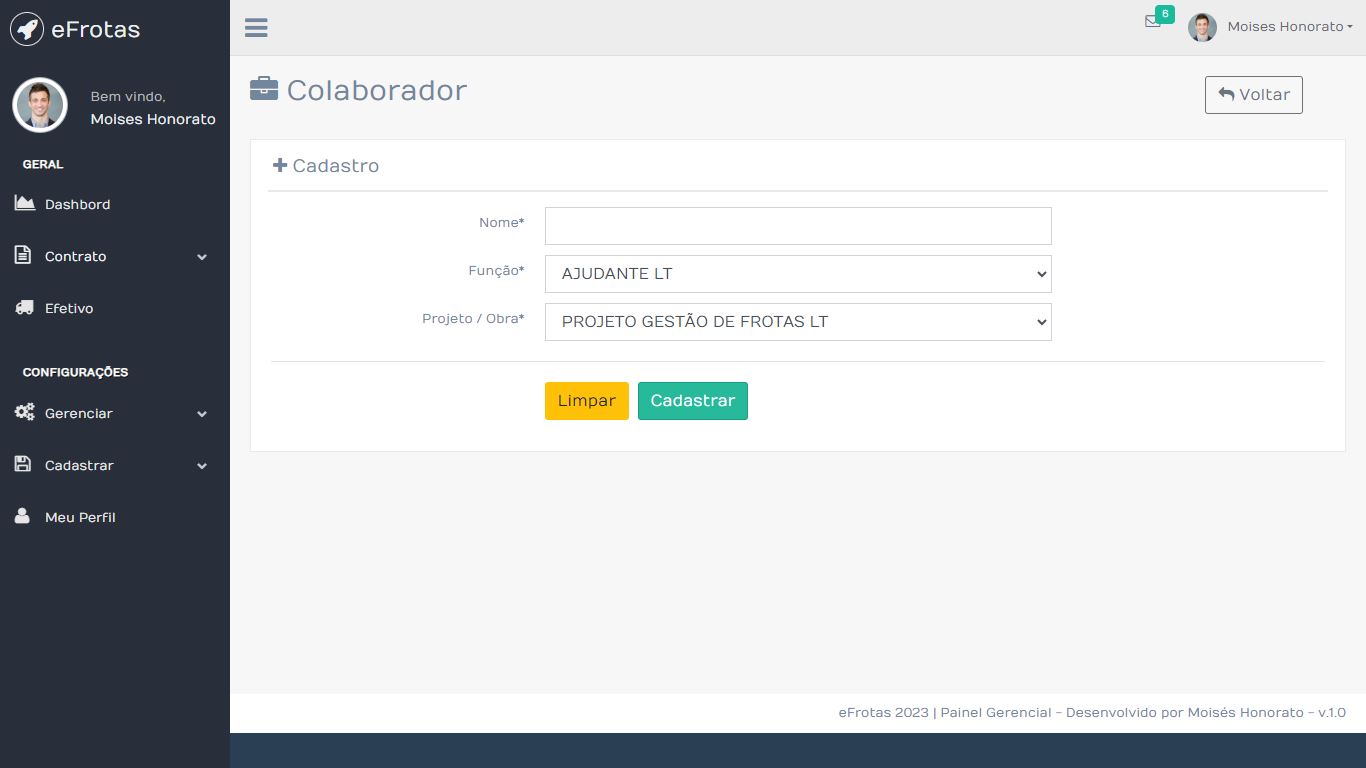 eFrotas
6
Moises Honorato
Bem vindo,
Moises Honorato
Colaborador
Voltar
GERAL
Cadastro
Dashbord
Nome*
Contrato
Função*
AJUDANTE LT
Efetivo
Projeto / Obra*
PROJETO GESTÃO DE FROTAS LT
CONFIGURAÇÕES
Limpar
Cadastrar
Gerenciar
Cadastrar
Meu Perfil
eFrotas 2023 | Painel Gerencial - Desenvolvido por Moisés Honorato - v.1.0